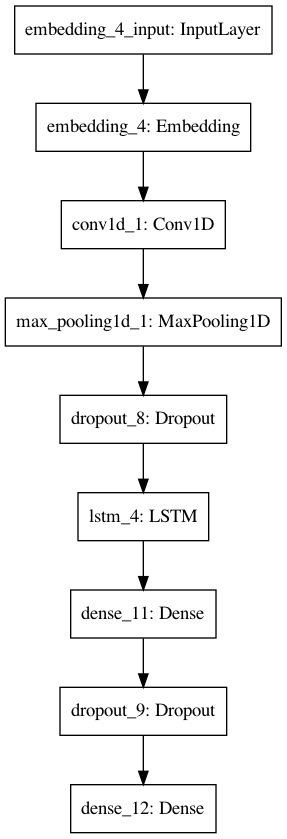 embedding_4_input: InputLayer
embedding_4: Embedding
conv1d_1: Conv1D
max_pooling1d_1: MaxPooling1D
dropout_8: Dropout
lstm_4: LSTM
dense_11: Dense
dropout_9: Dropout
dense_12: Dense